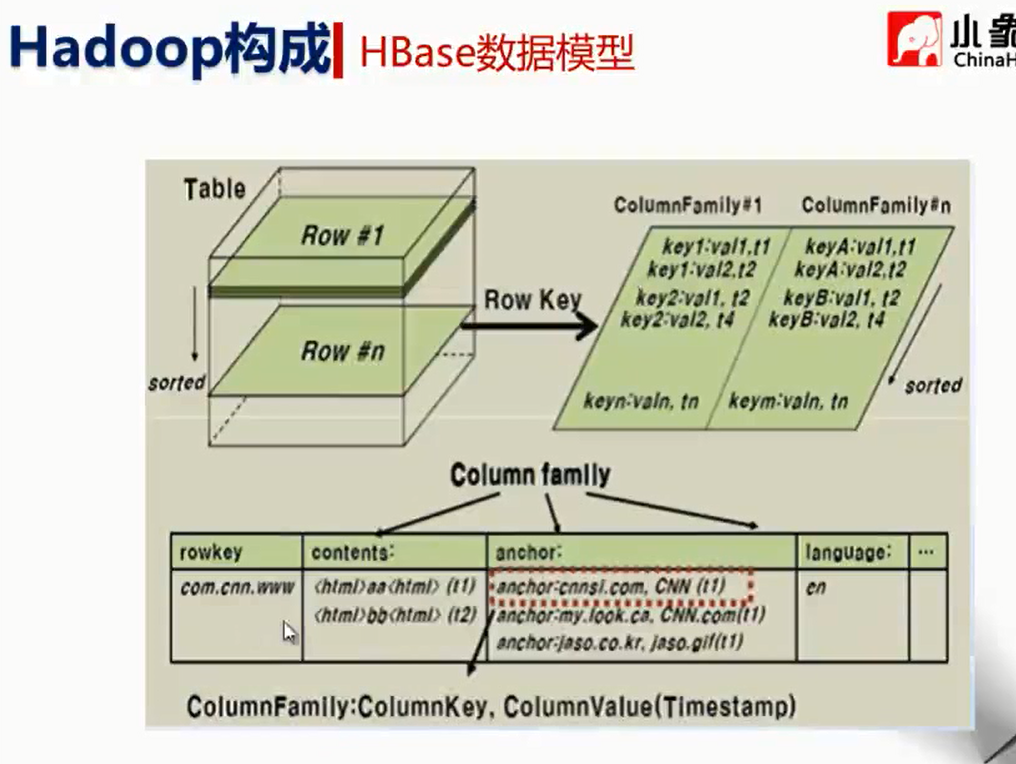 Hadoop构成 HBase数据模型
小象
ChinaH
Table
Row #1
Row #n
sorted
Row Key
ColumnFamily#1 ColumnFamily#n
key1:val1,t1 keyA:val1,t1
key1:val2,t2 keyA:val2,t2
key2:val1, t2 keyB:val1, t2
key2:val2, t4 keyB:val2, t4
keyn:valn, tn keym:valn, tn
sorted
Column family
rowkey contents: anchor: language: ...
com.cnn.www <html>aa<html> (t1) anchor:cnnsi.com, CNN (t1) en
<html>bb<html> (t2) anchor:my.look.ca, CNN.com(t1)
anchor:jaso.co.kr, jaso.gif(t1)
ColumnFamily:ColumnKey, ColumnValue(Timestamp)